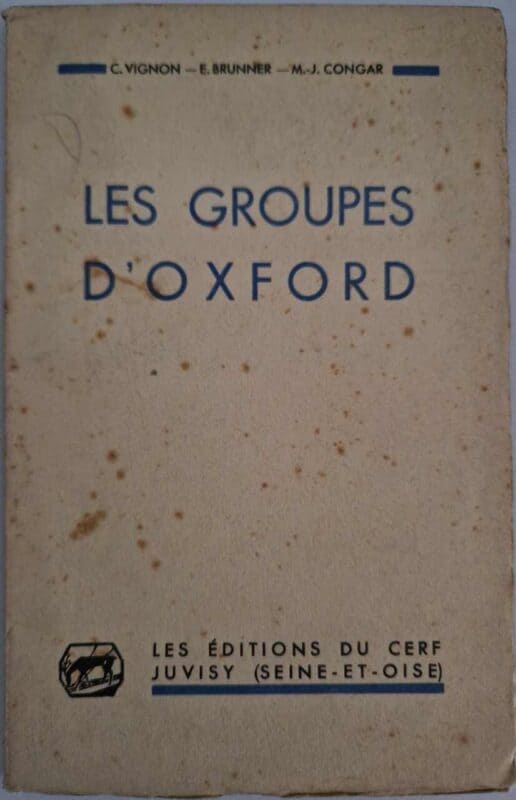 C. VIGNON — E. BRUNNER — M.-J. CONGAR
LES GROUPES
D'OXFORD
LES ÉDITIONS DU CERF
JUVISY (SEINE-ET-OISE)